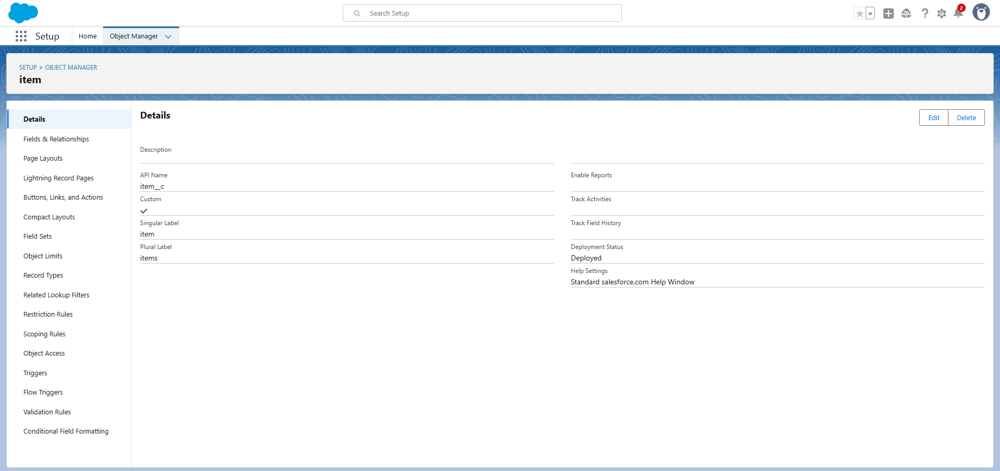 Search Setup
2
Setup
Home
Object Manager
SETUP > OBJECT MANAGER
item
Details
Fields & Relationships
Page Layouts
Lightning Record Pages
Buttons, Links, and Actions
Compact Layouts
Field Sets
Object Limits
Record Types
Related Lookup Filters
Restriction Rules
Scoping Rules
Object Access
Triggers
Flow Triggers
Validation Rules
Conditional Field Formatting
Details
Edit
Delete
Description
API Name
item__c
Custom
Singular Label
item
Plural Label
items
Enable Reports
Track Activities
Track Field History
Deployment Status
Deployed
Help Settings
Standard salesforce.com Help Window